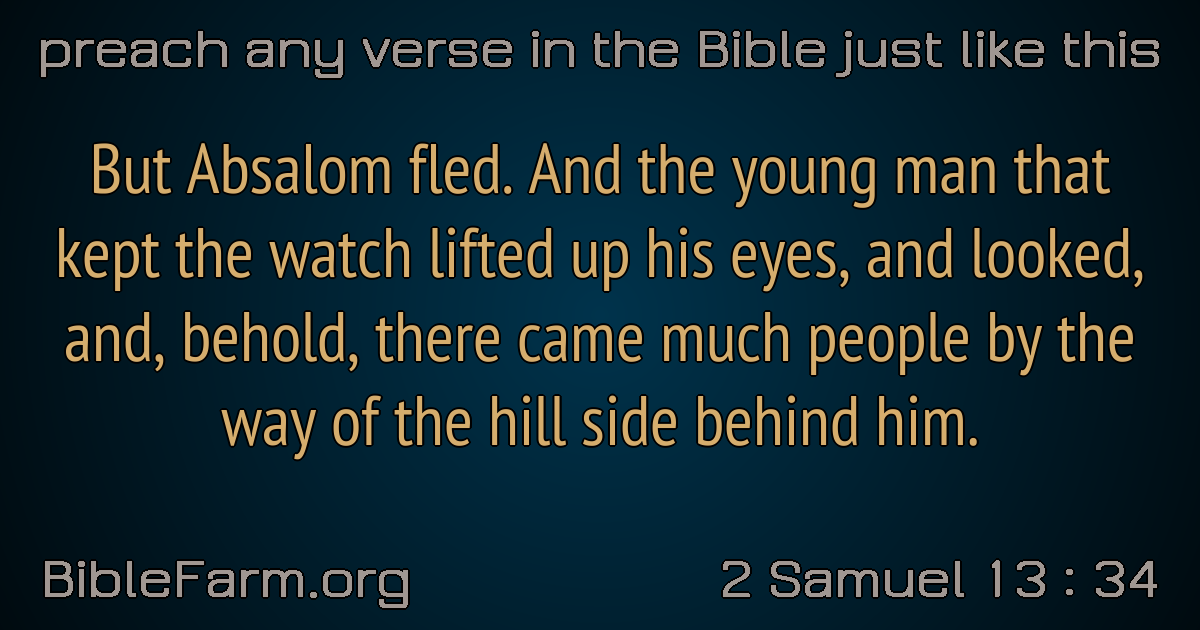 preach any verse in the Bible just like this
But Absalom fled. And the young man that
kept the watch lifted up his eyes, and looked,
and, behold, there came much people by the
way of the hill side behind him.
BibleFarm.org
2 Samuel 13 : 34